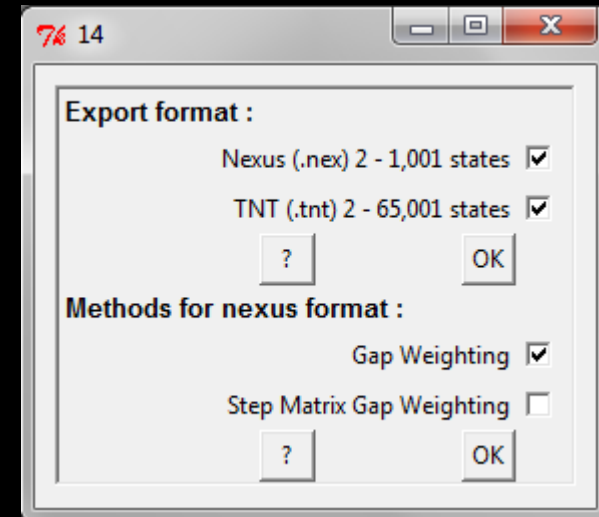 14
Export format :
Nexus (.nex) 2 - 1,001 states
TNT (.tnt) 2 - 65,001 states
? OK
Methods for nexus format :
Gap Weighting
Step Matrix Gap Weighting
? OK